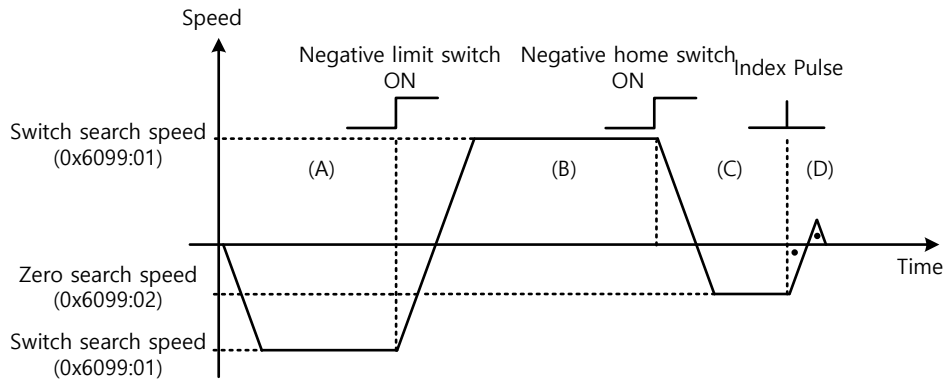 Speed
Negative limit switch
ON
Negative home switch
ON
Index Pulse
Switch search speed
(0x6099:01)
(A)
(B)
(C)
(D)
Time
Zero search speed
(0x6099:02)
Switch search speed
(0x6099:01)